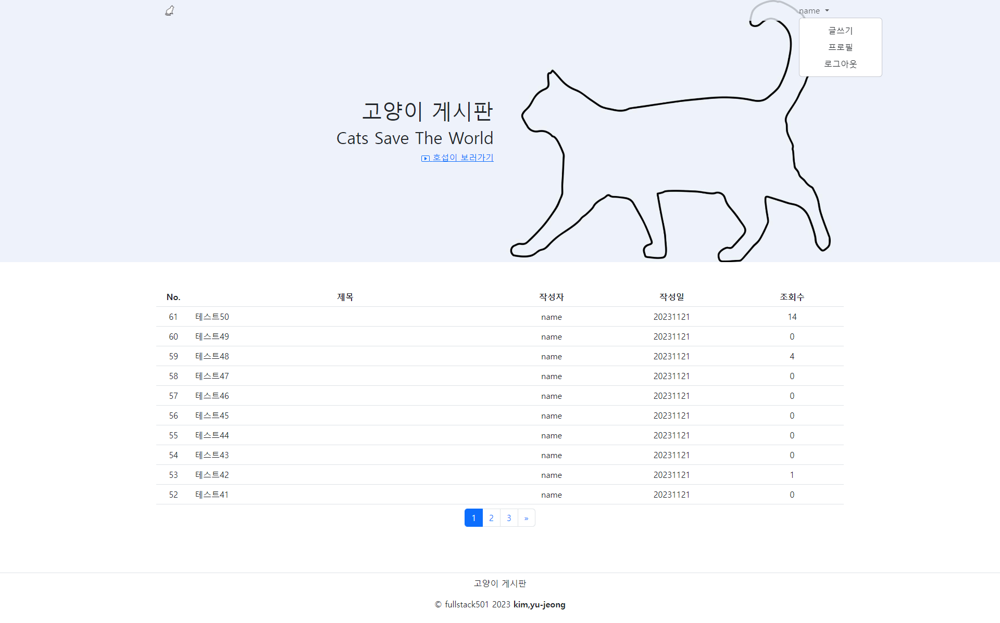 name
글쓰기
프로필
로그아웃
고양이 게시판
Cats Save The World
호섭이 보러가기
No. 제목 작성자 작성일 조회수
61 테스트50 name 20231121 14
60 테스트49 name 20231121 0
59 테스트48 name 20231121 4
58 테스트47 name 20231121 0
57 테스트46 name 20231121 0
56 테스트45 name 20231121 0
55 테스트44 name 20231121 0
54 테스트43 name 20231121 0
53 테스트42 name 20231121 1
52 테스트41 name 20231121 0
1 2 3 »
고양이 게시판
© fullstack501 2023 kim,yu-jeong